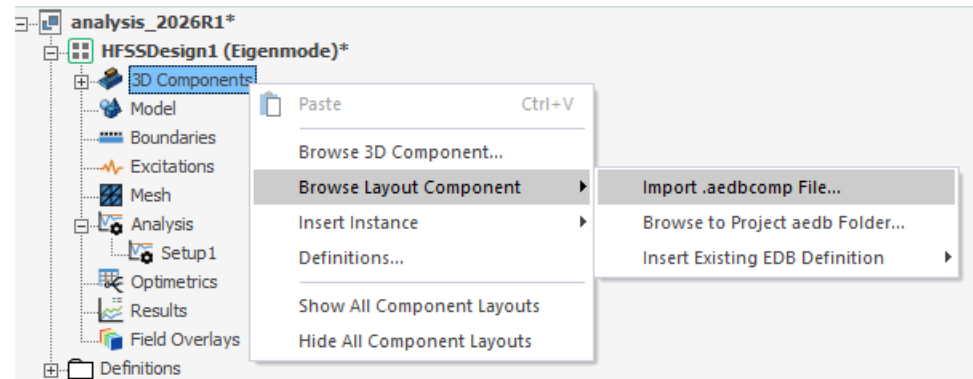 analysis_2026R1*
HFSSDesign1 (Eigenmode)*
3D Components
Model
Boundaries
Excitations
Mesh
Analysis
Setup1
Optimetrics
Results
Field Overlays
Definitions
Paste Ctrl+V
Browse 3D Component...
Browse Layout Component
Insert Instance
Definitions...
Show All Component Layouts
Hide All Component Layouts
Import .aedbcomp File...
Browse to Project aedb Folder...
Insert Existing EDB Definition